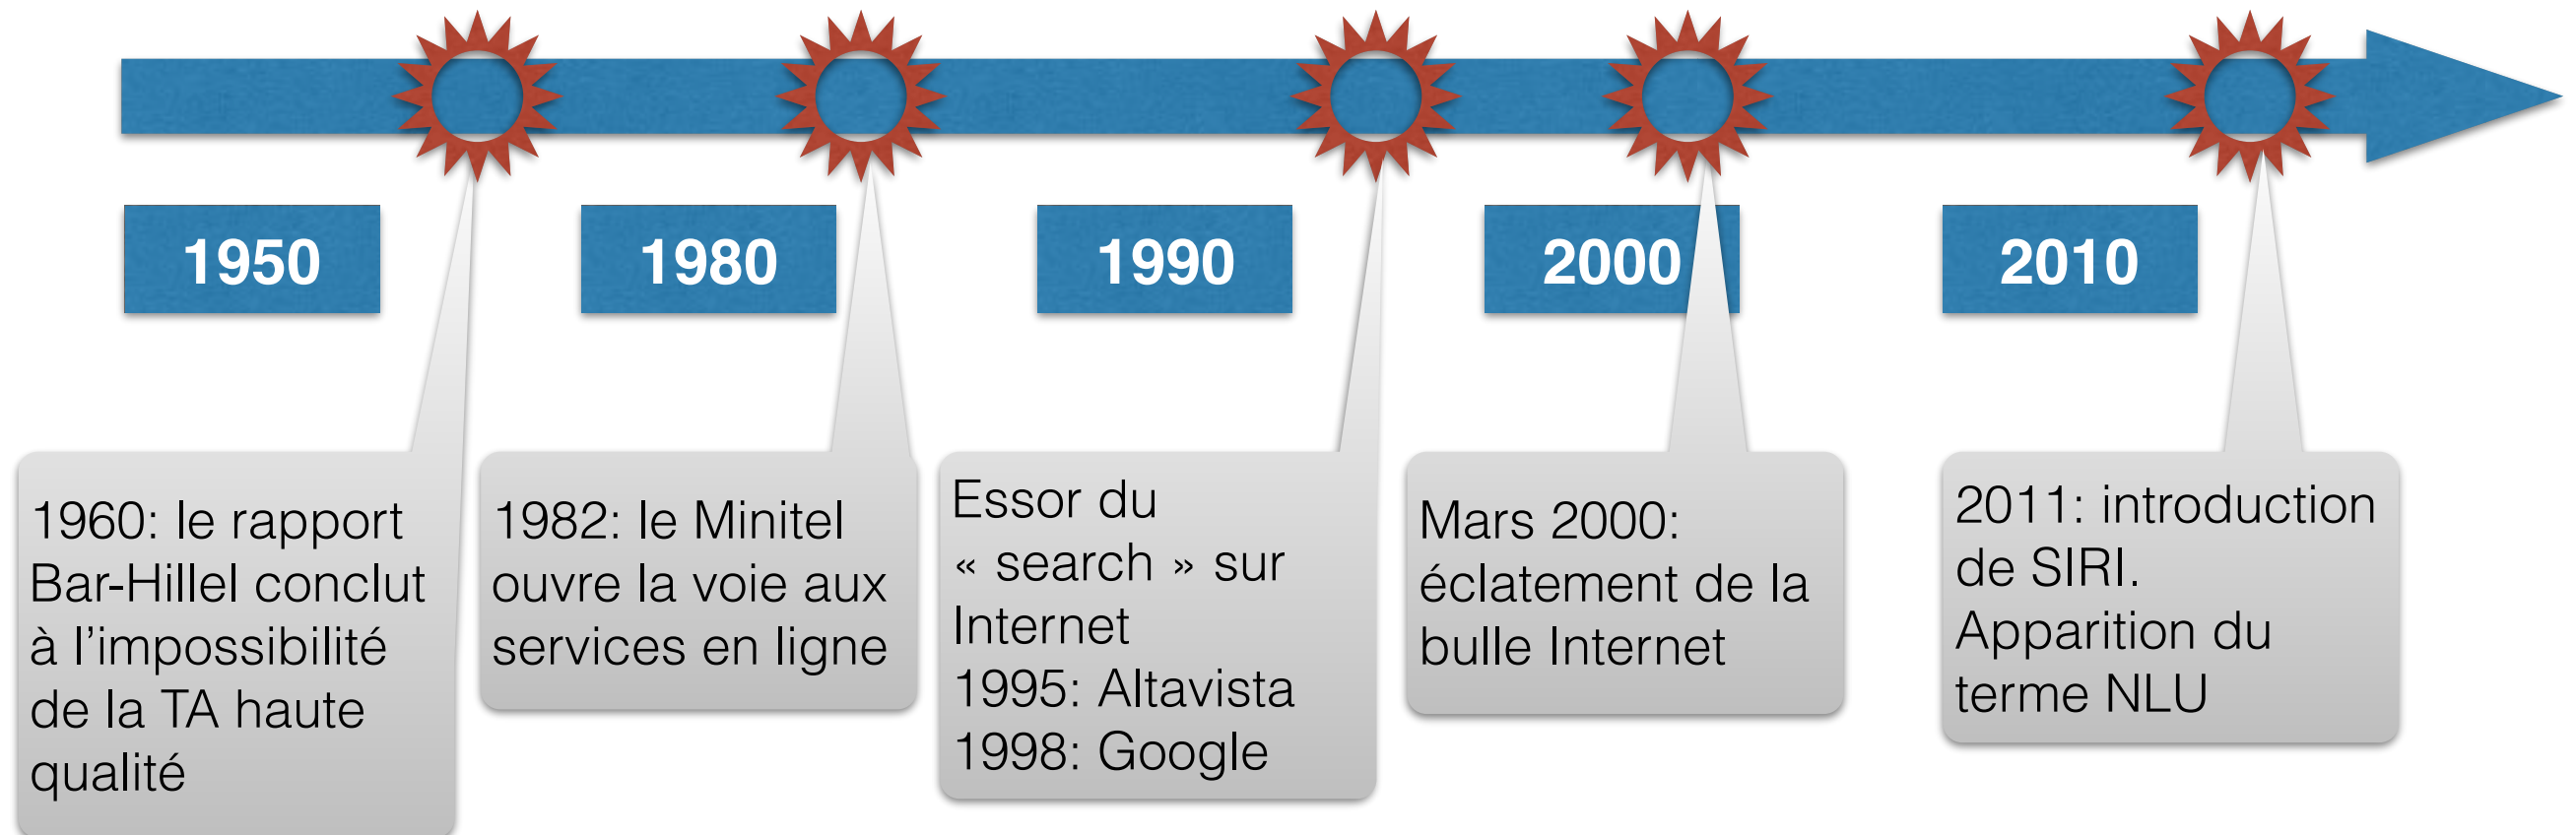 1950
1980
1990
2000
2010
1960: le rapport
Bar-Hillel conclut
à l’impossibilité
de la TA haute
qualité
1982: le Minitel
ouvre la voie aux
services en ligne
Essor du
« search » sur
Internet
1995: Altavista
1998: Google
Mars 2000:
éclatement de la
bulle Internet
2011: introduction
de SIRI.
Apparition du
terme NLU